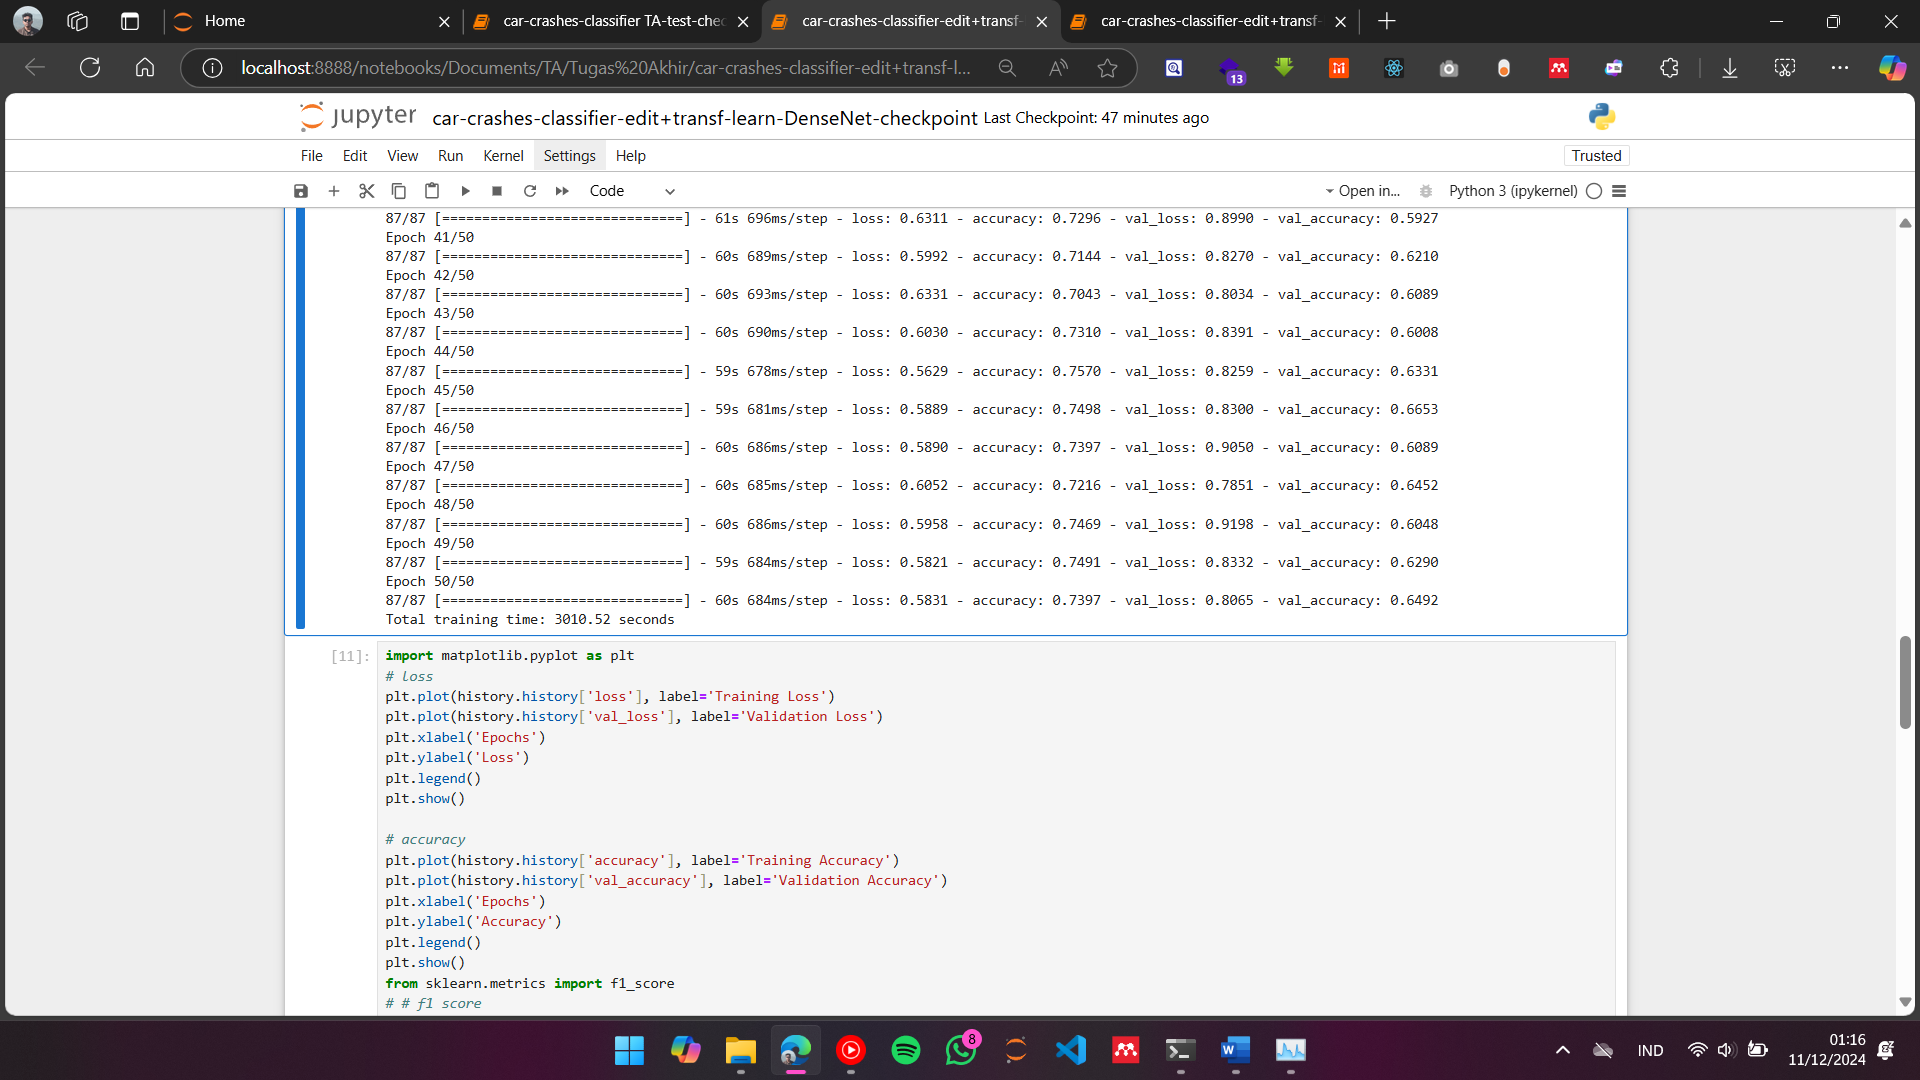 Home
car-crashes-classifier TA-test-chec
car-crashes-classifier-edit+transf-
car-crashes-classifier-edit+transf-
localhost:8888/notebooks/Documents/TA/Tugas%20Akhir/car-crashes-classifier-edit+transf-l...
13
jupyter car-crashes-classifier-edit+transf-learn-DenseNet-checkpoint Last Checkpoint: 47 minutes ago
File Edit View Run Kernel Settings Help Trusted
Code Open in... Python 3 (ipykernel)
87/87 [==============================] - 61s 696ms/step - loss: 0.6311 - accuracy: 0.7296 - val_loss: 0.8990 - val_accuracy: 0.5927
Epoch 41/50
87/87 [==============================] - 60s 689ms/step - loss: 0.5992 - accuracy: 0.7144 - val_loss: 0.8270 - val_accuracy: 0.6210
Epoch 42/50
87/87 [==============================] - 60s 693ms/step - loss: 0.6331 - accuracy: 0.7043 - val_loss: 0.8034 - val_accuracy: 0.6089
Epoch 43/50
87/87 [==============================] - 60s 690ms/step - loss: 0.6030 - accuracy: 0.7310 - val_loss: 0.8391 - val_accuracy: 0.6008
Epoch 44/50
87/87 [==============================] - 59s 678ms/step - loss: 0.5629 - accuracy: 0.7570 - val_loss: 0.8259 - val_accuracy: 0.6331
Epoch 45/50
87/87 [==============================] - 59s 681ms/step - loss: 0.5889 - accuracy: 0.7498 - val_loss: 0.8300 - val_accuracy: 0.6653
Epoch 46/50
87/87 [==============================] - 60s 686ms/step - loss: 0.5890 - accuracy: 0.7397 - val_loss: 0.9050 - val_accuracy: 0.6089
Epoch 47/50
87/87 [==============================] - 60s 685ms/step - loss: 0.6052 - accuracy: 0.7216 - val_loss: 0.7851 - val_accuracy: 0.6452
Epoch 48/50
87/87 [==============================] - 60s 686ms/step - loss: 0.5958 - accuracy: 0.7469 - val_loss: 0.9198 - val_accuracy: 0.6048
Epoch 49/50
87/87 [==============================] - 59s 684ms/step - loss: 0.5821 - accuracy: 0.7491 - val_loss: 0.8332 - val_accuracy: 0.6290
Epoch 50/50
87/87 [==============================] - 60s 684ms/step - loss: 0.5831 - accuracy: 0.7397 - val_loss: 0.8065 - val_accuracy: 0.6492
Total training time: 3010.52 seconds
[11]: import matplotlib.pyplot as plt
# loss
plt.plot(history.history['loss'], label='Training Loss')
plt.plot(history.history['val_loss'], label='Validation Loss')
plt.xlabel('Epochs')
plt.ylabel('Loss')
plt.legend()
plt.show()
# accuracy
plt.plot(history.history['accuracy'], label='Training Accuracy')
plt.plot(history.history['val_accuracy'], label='Validation Accuracy')
plt.xlabel('Epochs')
plt.ylabel('Accuracy')
plt.legend()
plt.show()
from sklearn.metrics import f1_score
# # f1 score
8
IND
01:16
11/12/2024